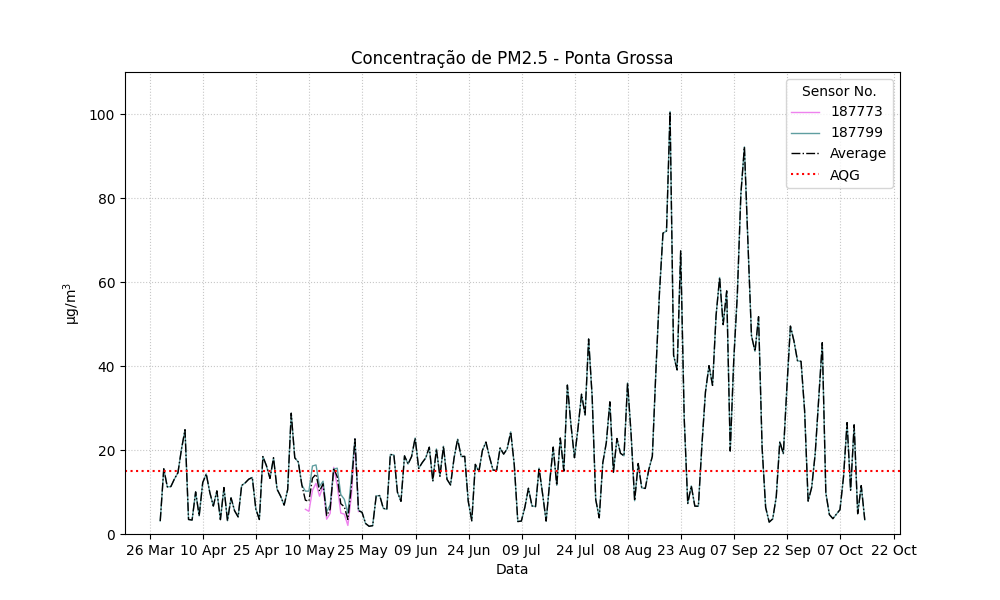 Concentração de PM2.5 - Ponta Grossa
Sensor No.
187773
187799
Average
AQG
100
80
60
40
20
0
μg/m³
26 Mar 10 Apr 25 Apr 10 May 25 May 09 Jun 24 Jun 09 Jul 24 Jul 08 Aug 23 Aug 07 Sep 22 Sep 07 Oct 22 Oct
Data